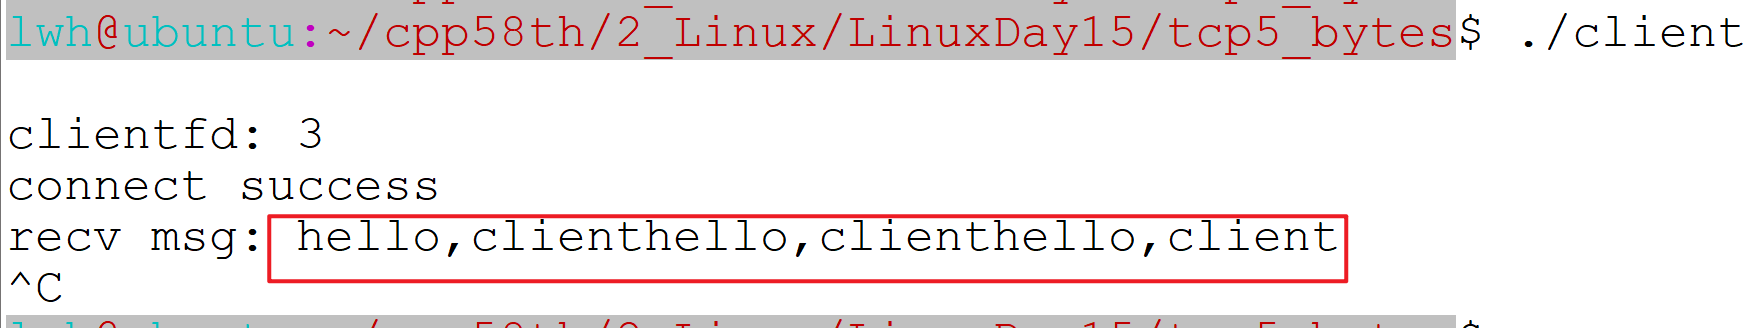 lwh@ubuntu:~/cpp58th/2_Linux/LinuxDay15/tcp5_bytes$ ./client
clientfd: 3
connect success
recv msg: hello,clienthello,clienthello,client
^C